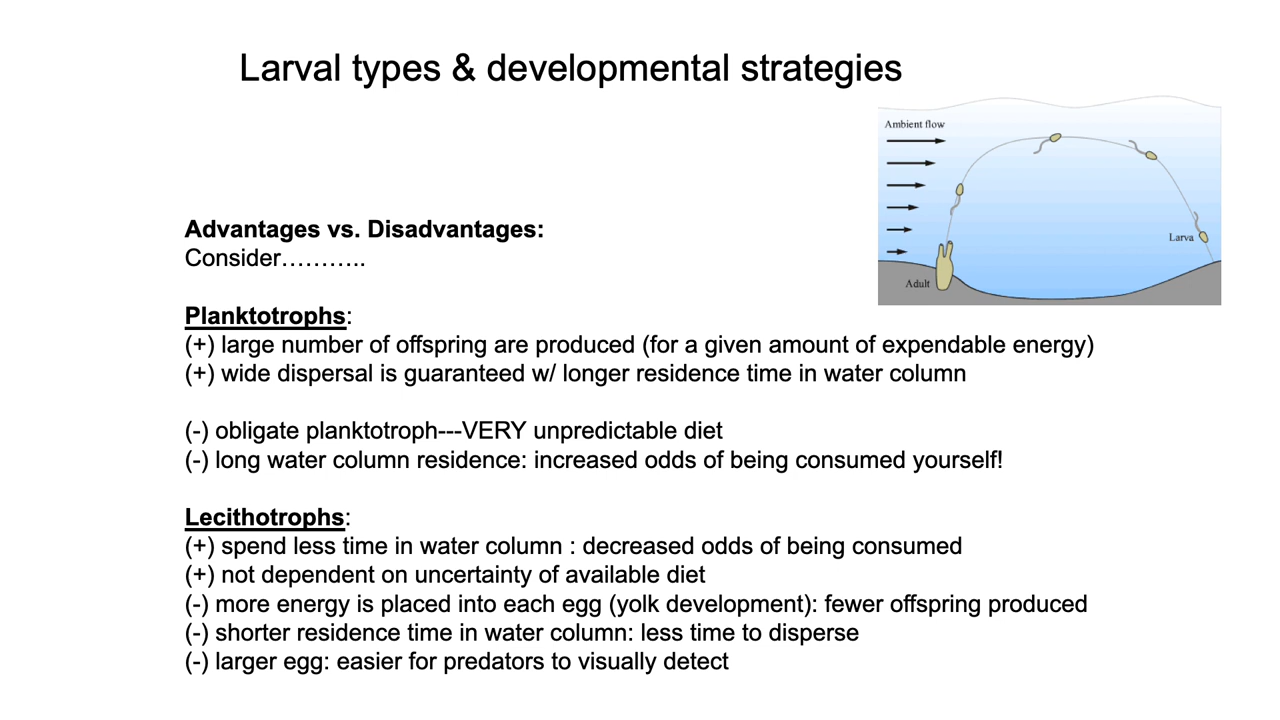 Larval types & developmental strategies
Ambient flow
Larva
Adult
Advantages vs. Disadvantages:
Consider………..
Planktotrophs:
(+) large number of offspring are produced (for a given amount of expendable energy)
(+) wide dispersal is guaranteed w/ longer residence time in water column
(-) obligate planktotroph---VERY unpredictable diet
(-) long water column residence: increased odds of being consumed yourself!
Lecithotrophs:
(+) spend less time in water column : decreased odds of being consumed
(+) not dependent on uncertainty of available diet
(-) more energy is placed into each egg (yolk development): fewer offspring produced
(-) shorter residence time in water column: less time to disperse
(-) larger egg: easier for predators to visually detect